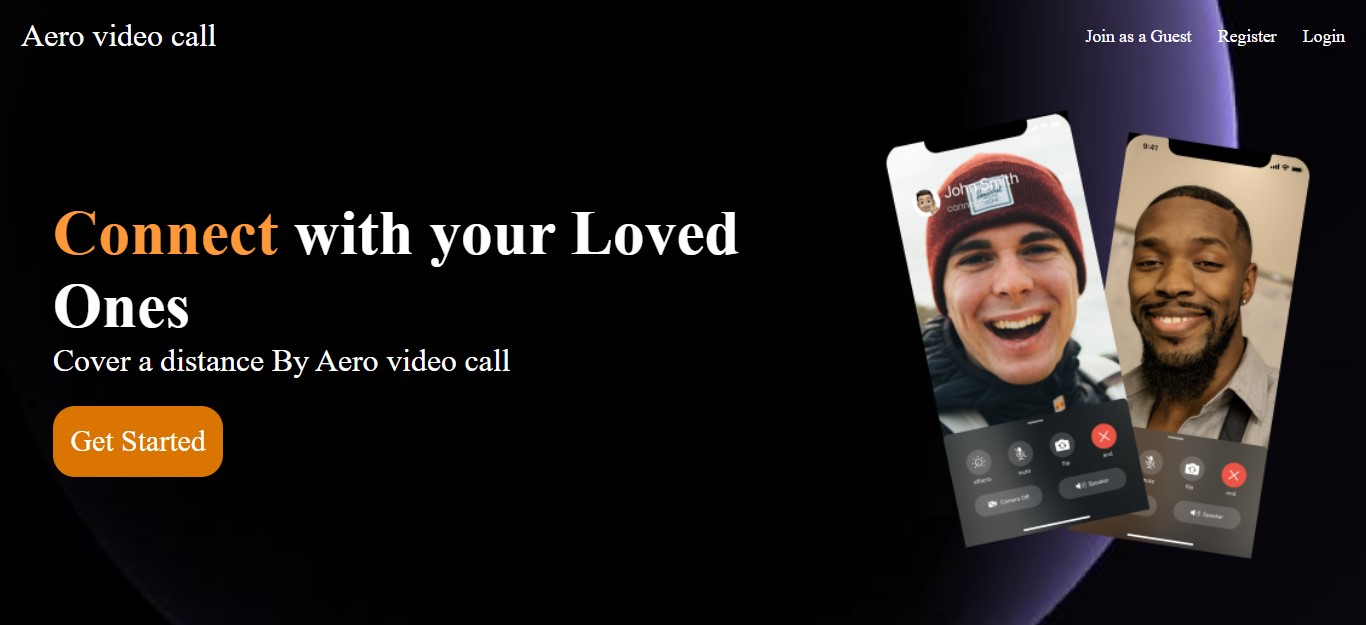 Aero video call
Join as a Guest Register Login
Connect with your Loved
Ones
Cover a distance By Aero video call
Get Started
John Smith
9:41
effects mute flip end
Camera Off Speaker
flip end
Speaker